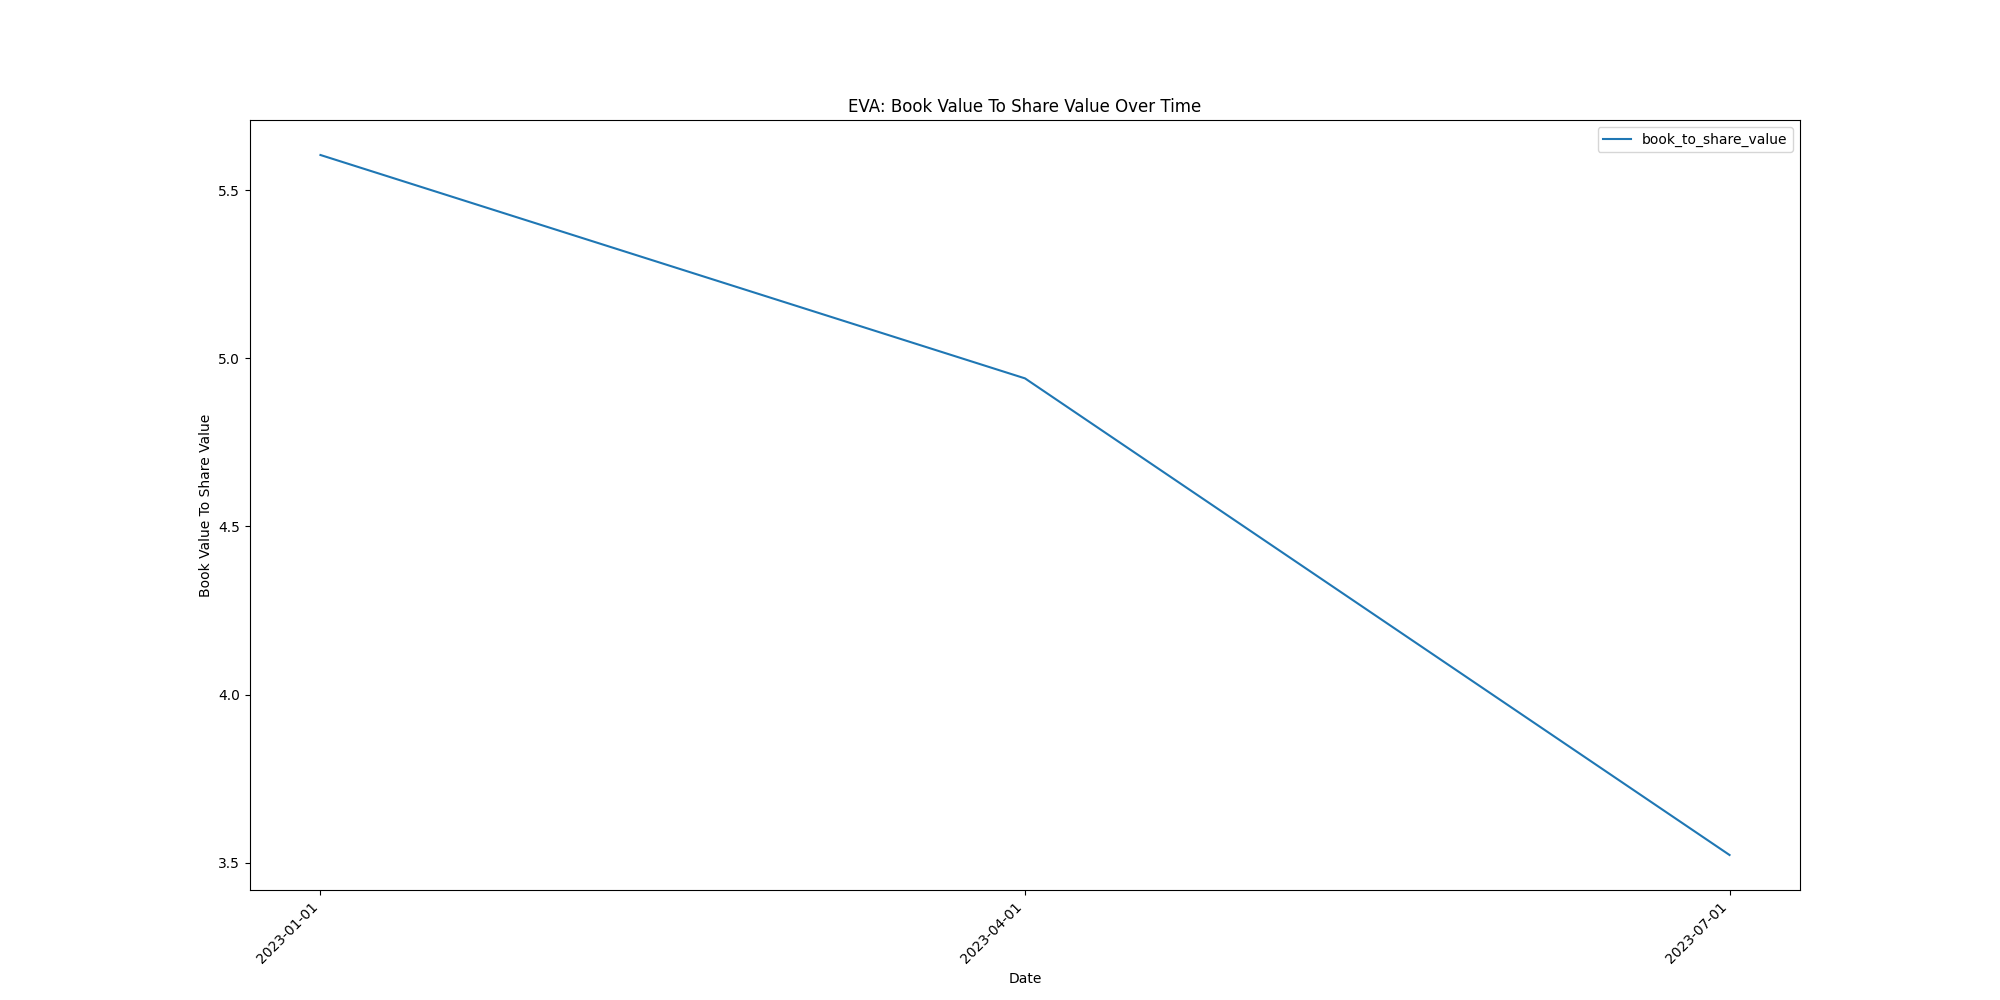 EVA: Book Value To Share Value Over Time
book_to_share_value
Book Value To Share Value
5.5
5.0
4.5
4.0
3.5
2023-01-01
2023-04-01
2023-07-01
Date